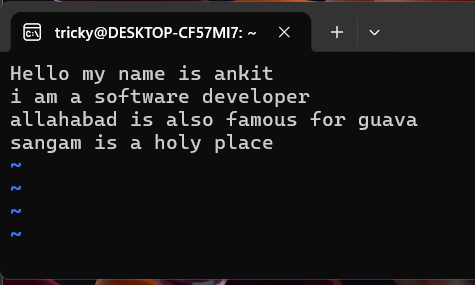 tricky@DESKTOP-CF57MI7: ~
Hello my name is ankit
i am a software developer
allahabad is also famous for guava
sangam is a holy place
~
~
~
~